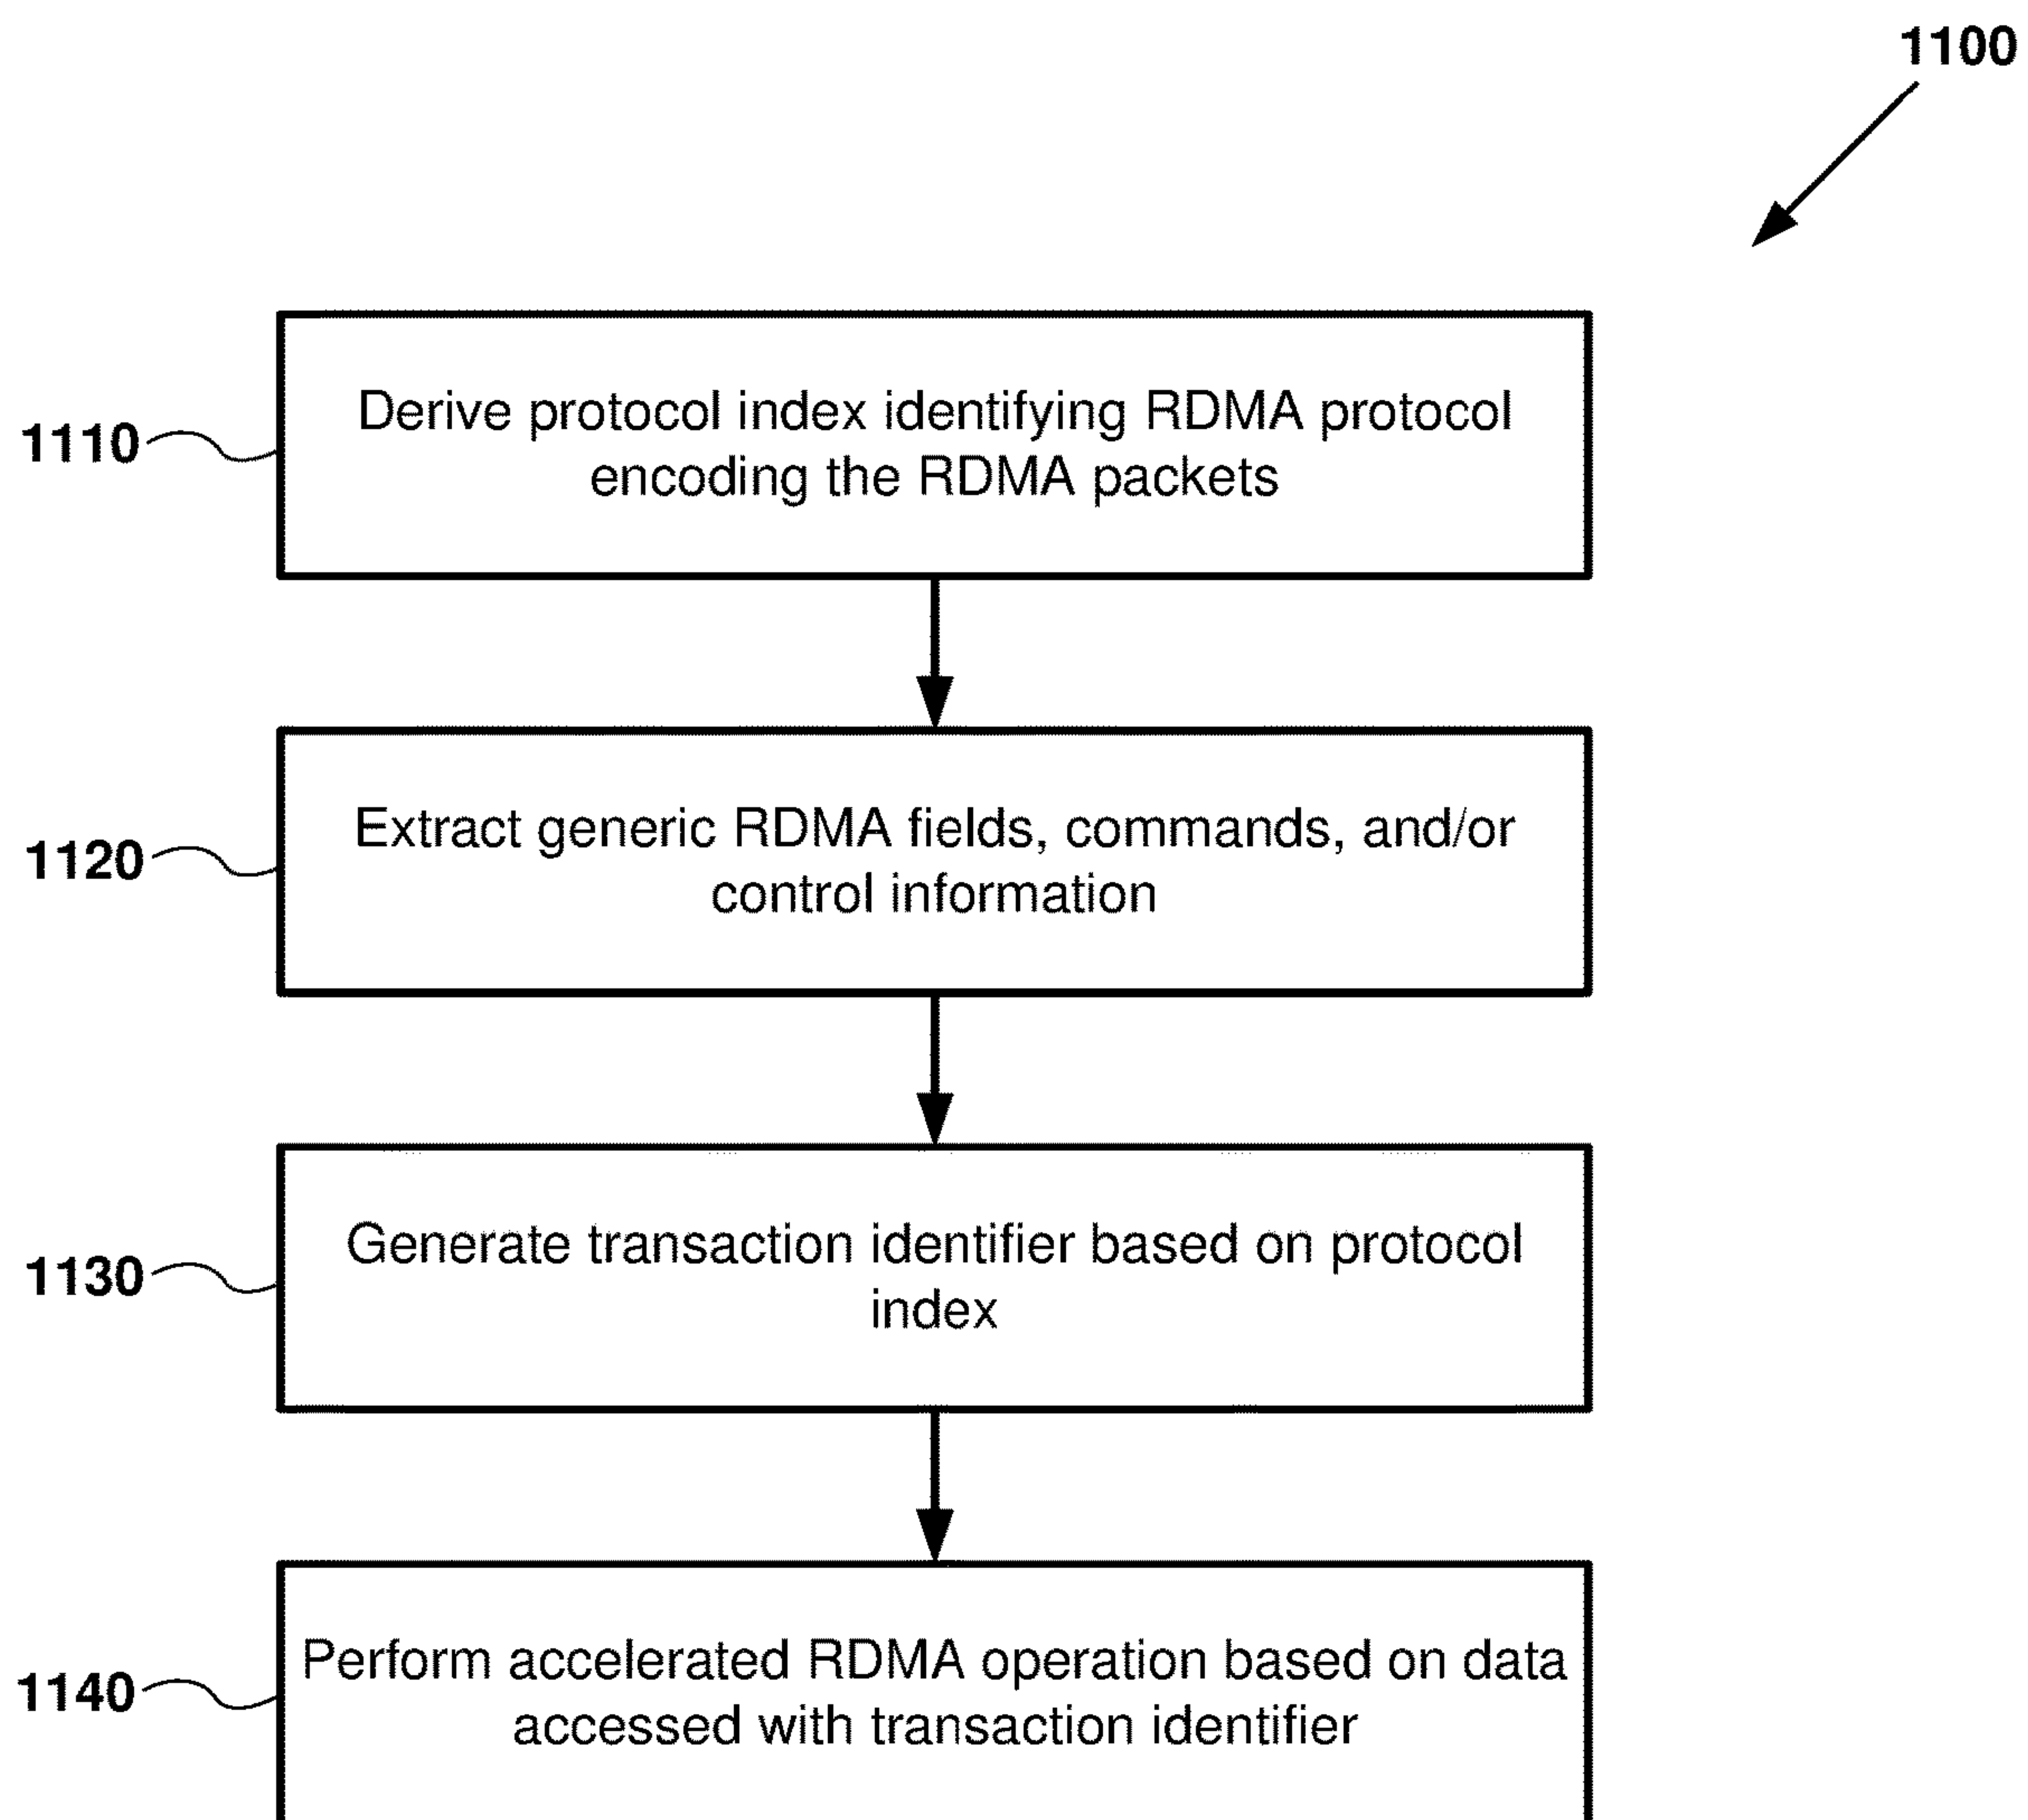 1100
Derive protocol index identifying RDMA protocol
encoding the RDMA packets
1110
Extract generic RDMA fields, commands, and/or
control information
1120
Generate transaction identifier based on protocol
index
1130
Perform accelerated RDMA operation based on data
accessed with transaction identifier
1140